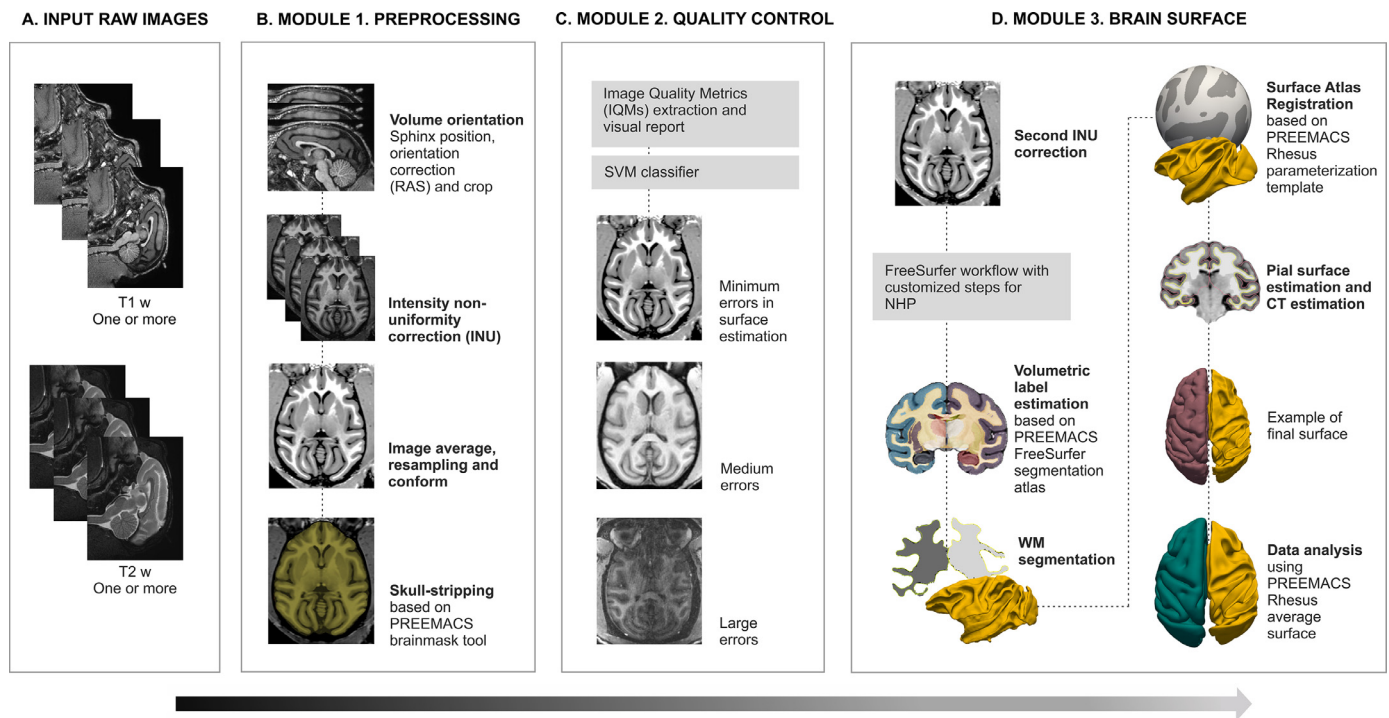 A. INPUT RAW IMAGES
T1 w
One or more
T2 w
One or more
B. MODULE 1. PREPROCESSING
Volume orientation
Sphinx position,
orientation
correction
(RAS) and crop
Intensity non-
uniformity
correction (INU)
Image average,
resampling and
conform
Skull-stripping
based on
PREEMACS
brainmask tool
C. MODULE 2. QUALITY CONTROL
Image Quality Metrics
(IQMs) extraction and
visual report
SVM classifier
Minimum
errors in
surface
estimation
Medium
errors
Large
errors
D. MODULE 3. BRAIN SURFACE
Second INU
correction
FreeSurfer workflow with
customized steps for
NHP
Volumetric
label
estimation
based on
PREEMACS
FreeSurfer
segmentation
atlas
WM
segmentation
Surface Atlas
Registration
based on
PREEMACS
Rhesus
parameterization
template
Pial surface
estimation and
CT estimation
Example of
final surface
Data analysis
using
PREEMACS
Rhesus
average
surface